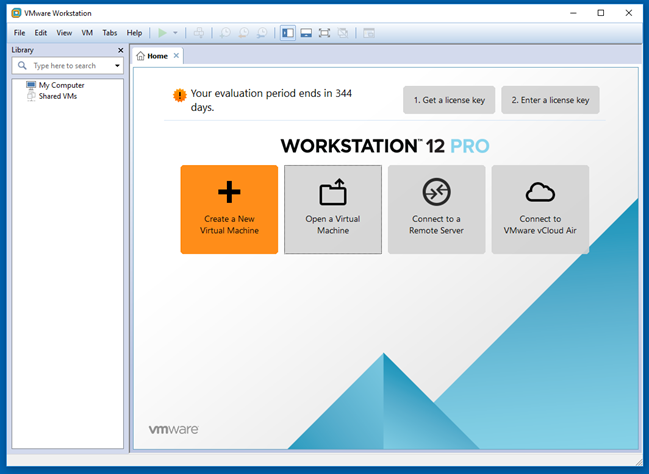 VMware Workstation
File Edit View VM Tabs Help
Library
Type here to search
My Computer
Shared VMs
Home
Your evaluation period ends in 344
days.
1. Get a license key
2. Enter a license key
WORKSTATION™ 12 PRO
Create a New
Virtual Machine
Open a Virtual
Machine
Connect to a
Remote Server
Connect to
VMware vCloud Air
vmware